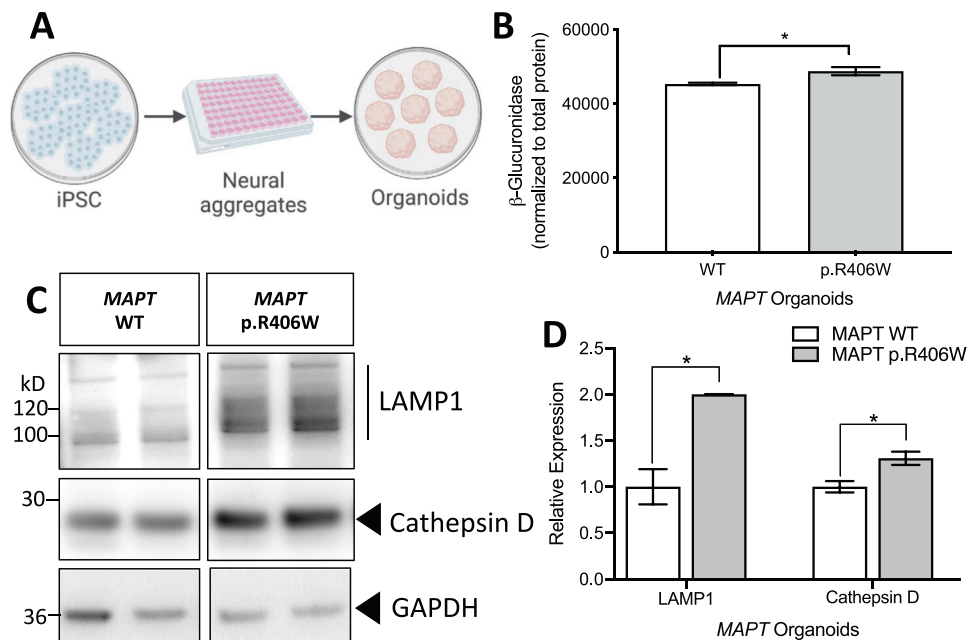 A
iPSC
Neural
aggregates
Organoids
B
β-Glucuronidase
(normalized to total protein)
60000
40000
20000
0
*
WT
p.R406W
MAPT Organoids
C
MAPT
WT
MAPT
p.R406W
kD
120
100
LAMP1
30
Cathepsin D
36
GAPDH
D
MAPT WT
MAPT p.R406W
Relative Expression
2.5
2.0
1.5
1.0
0.5
0.0
*
*
LAMP1
Cathepsin D
MAPT Organoids